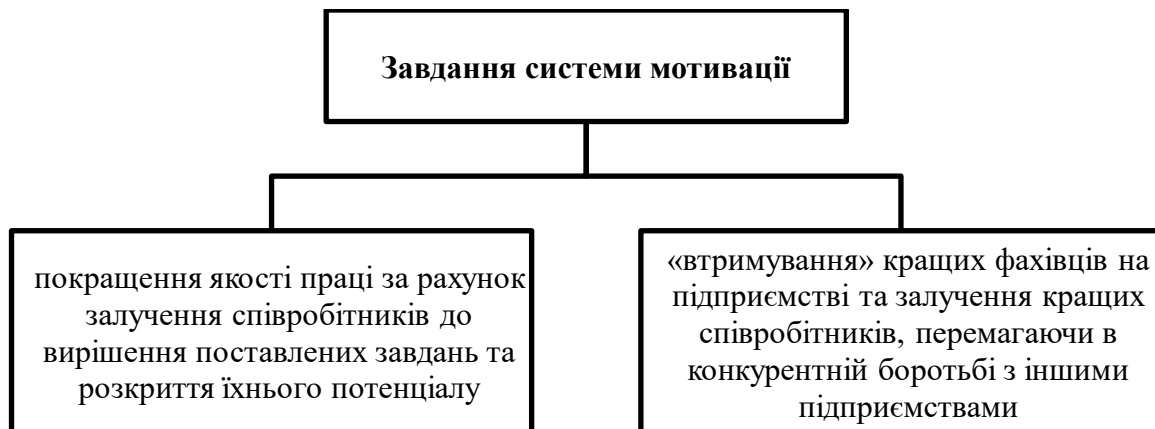 Завдання системи мотивації
покращення якості праці за рахунок
залучення співробітників до
вирішення поставлених завдань та
розкриття їхнього потенціалу
«втримування» кращих фахівців на
підприємстві та залучення кращих
співробітників, перемагаючи в
конкурентній боротьбі з іншими
підприємствами